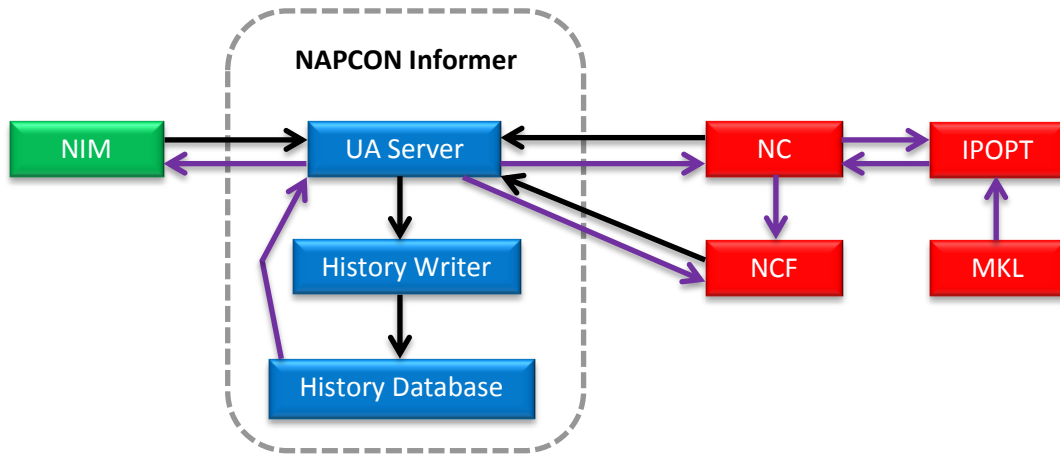 NAPCON Informer
NIM
UA Server
NC
IPOPT
History Writer
NCF
MKL
History Database